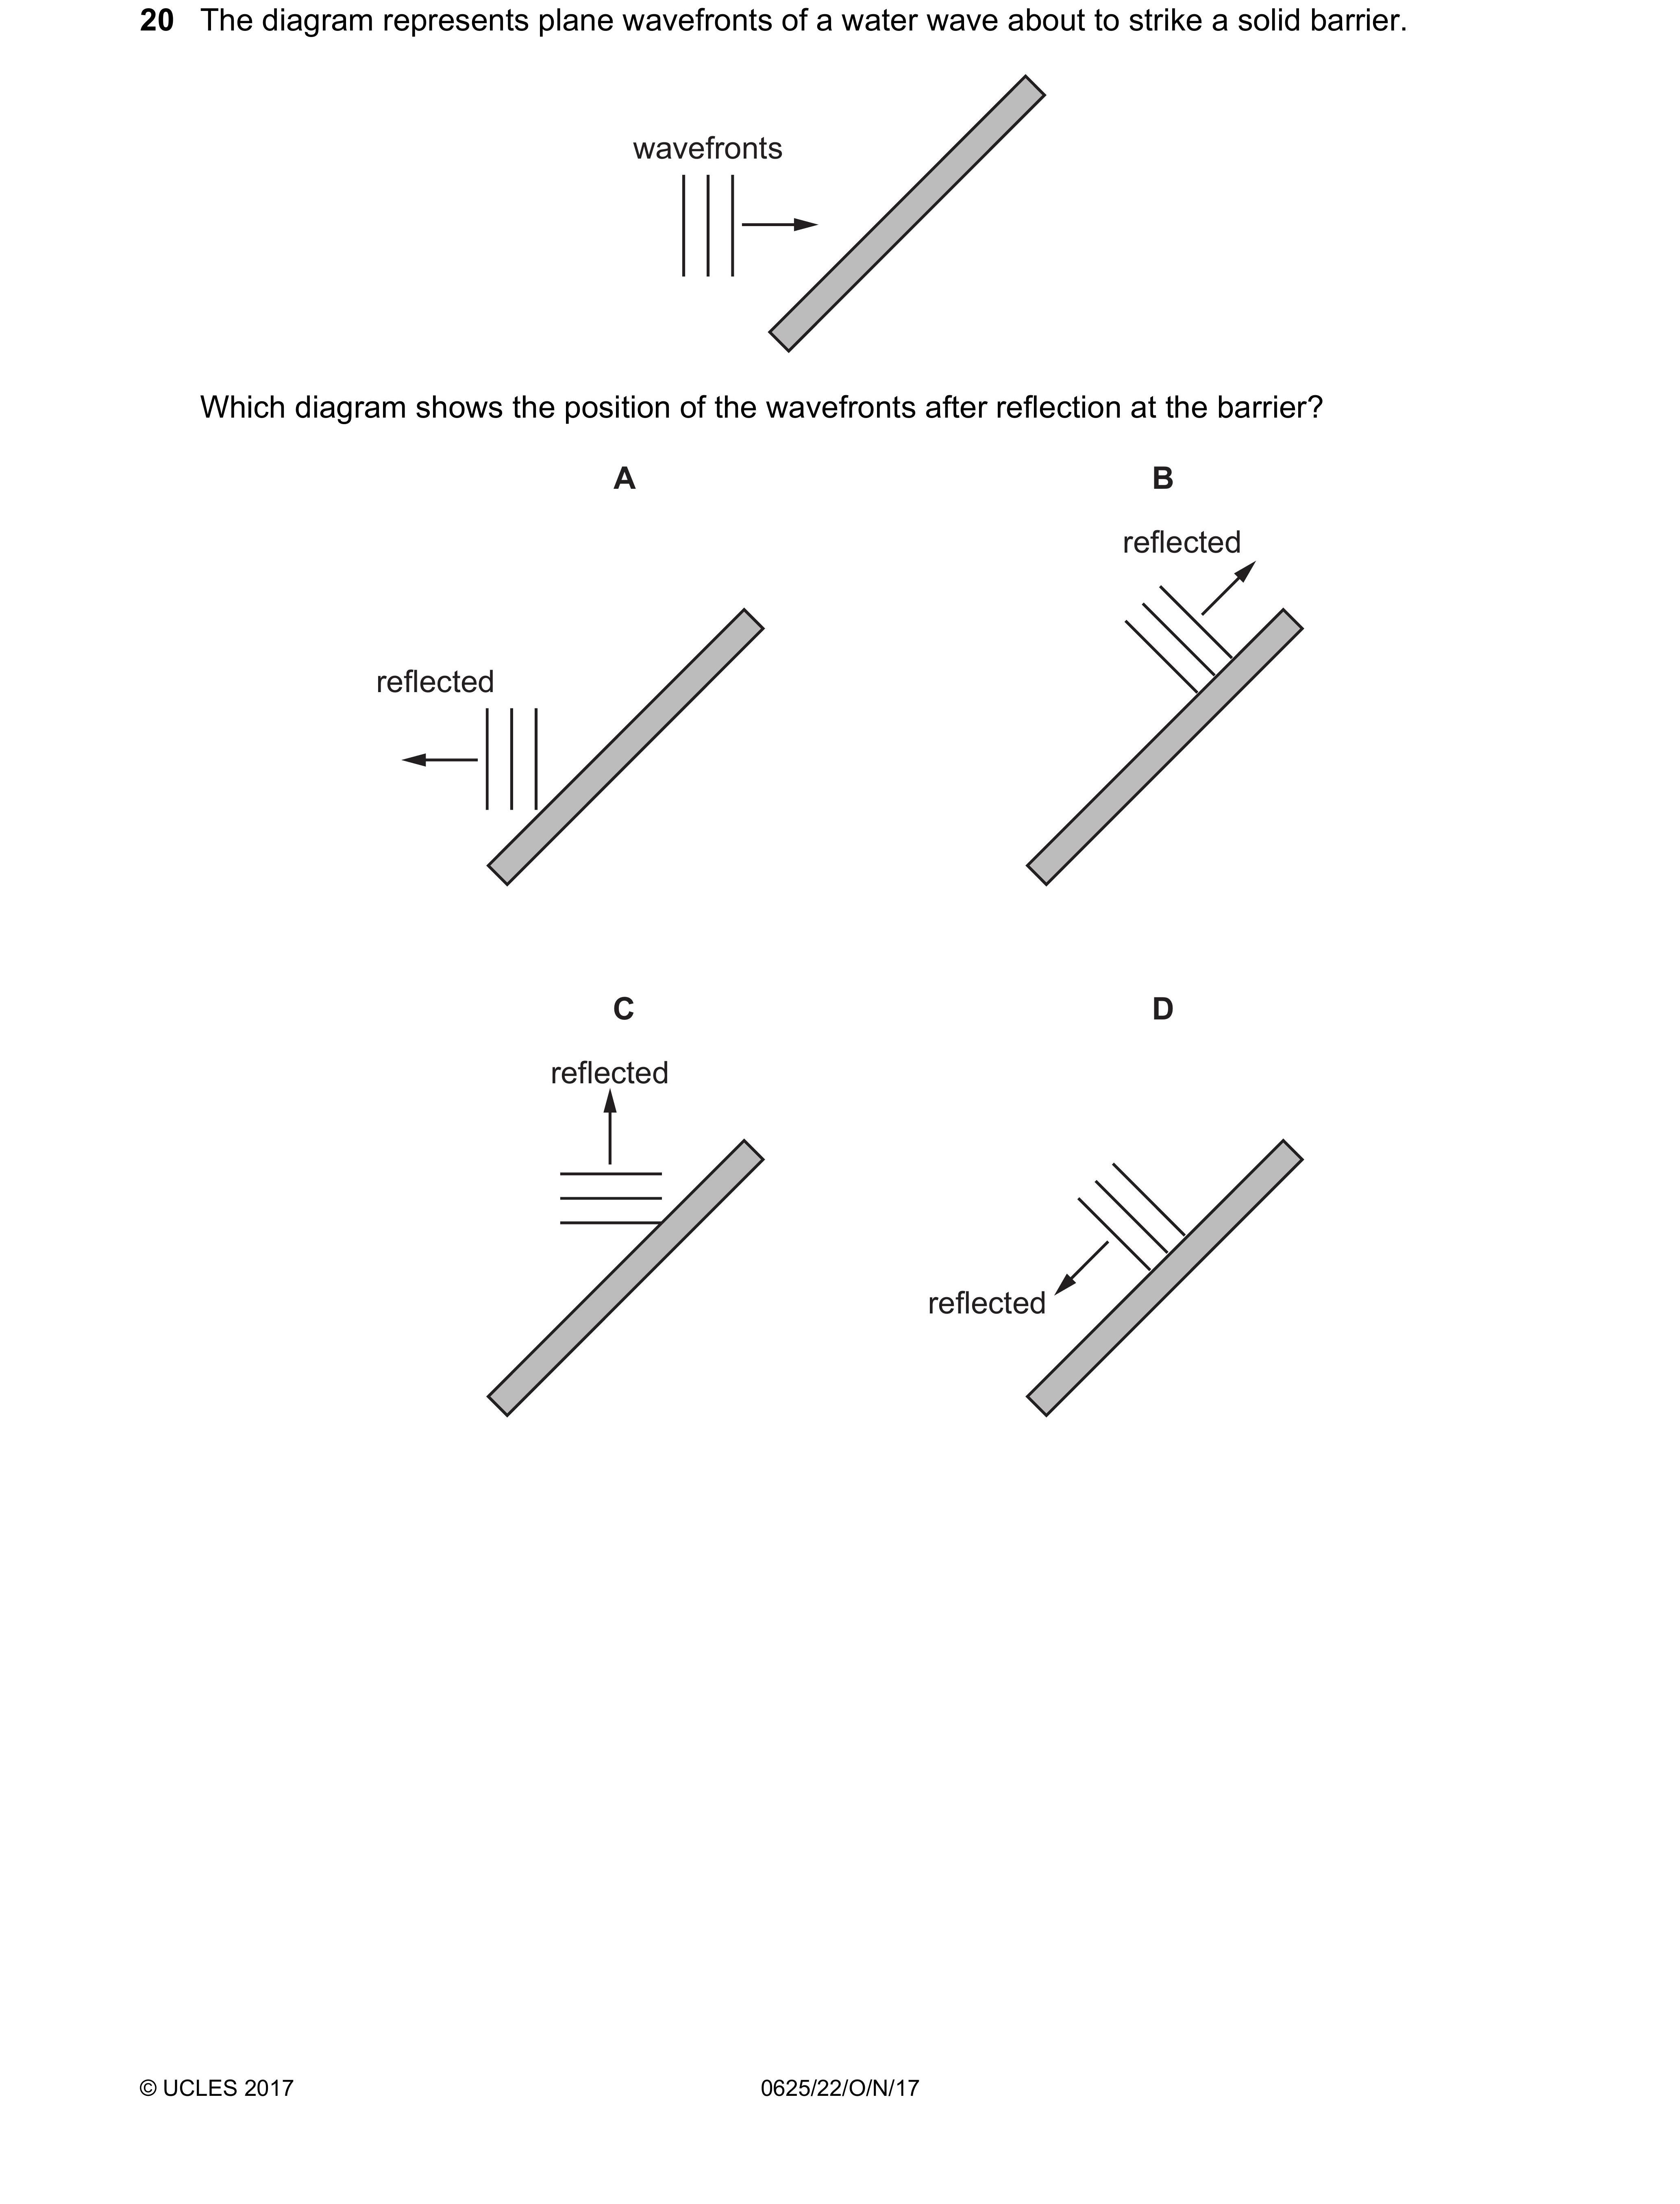 20 The diagram represents plane wavefronts of a water wave about to strike a solid barrier.
wavefronts
Which diagram shows the position of the wavefronts after reflection at the barrier?
A
B
reflected
reflected
C
D
reflected
reflected
© UCLES 2017
0625/22/O/N/17